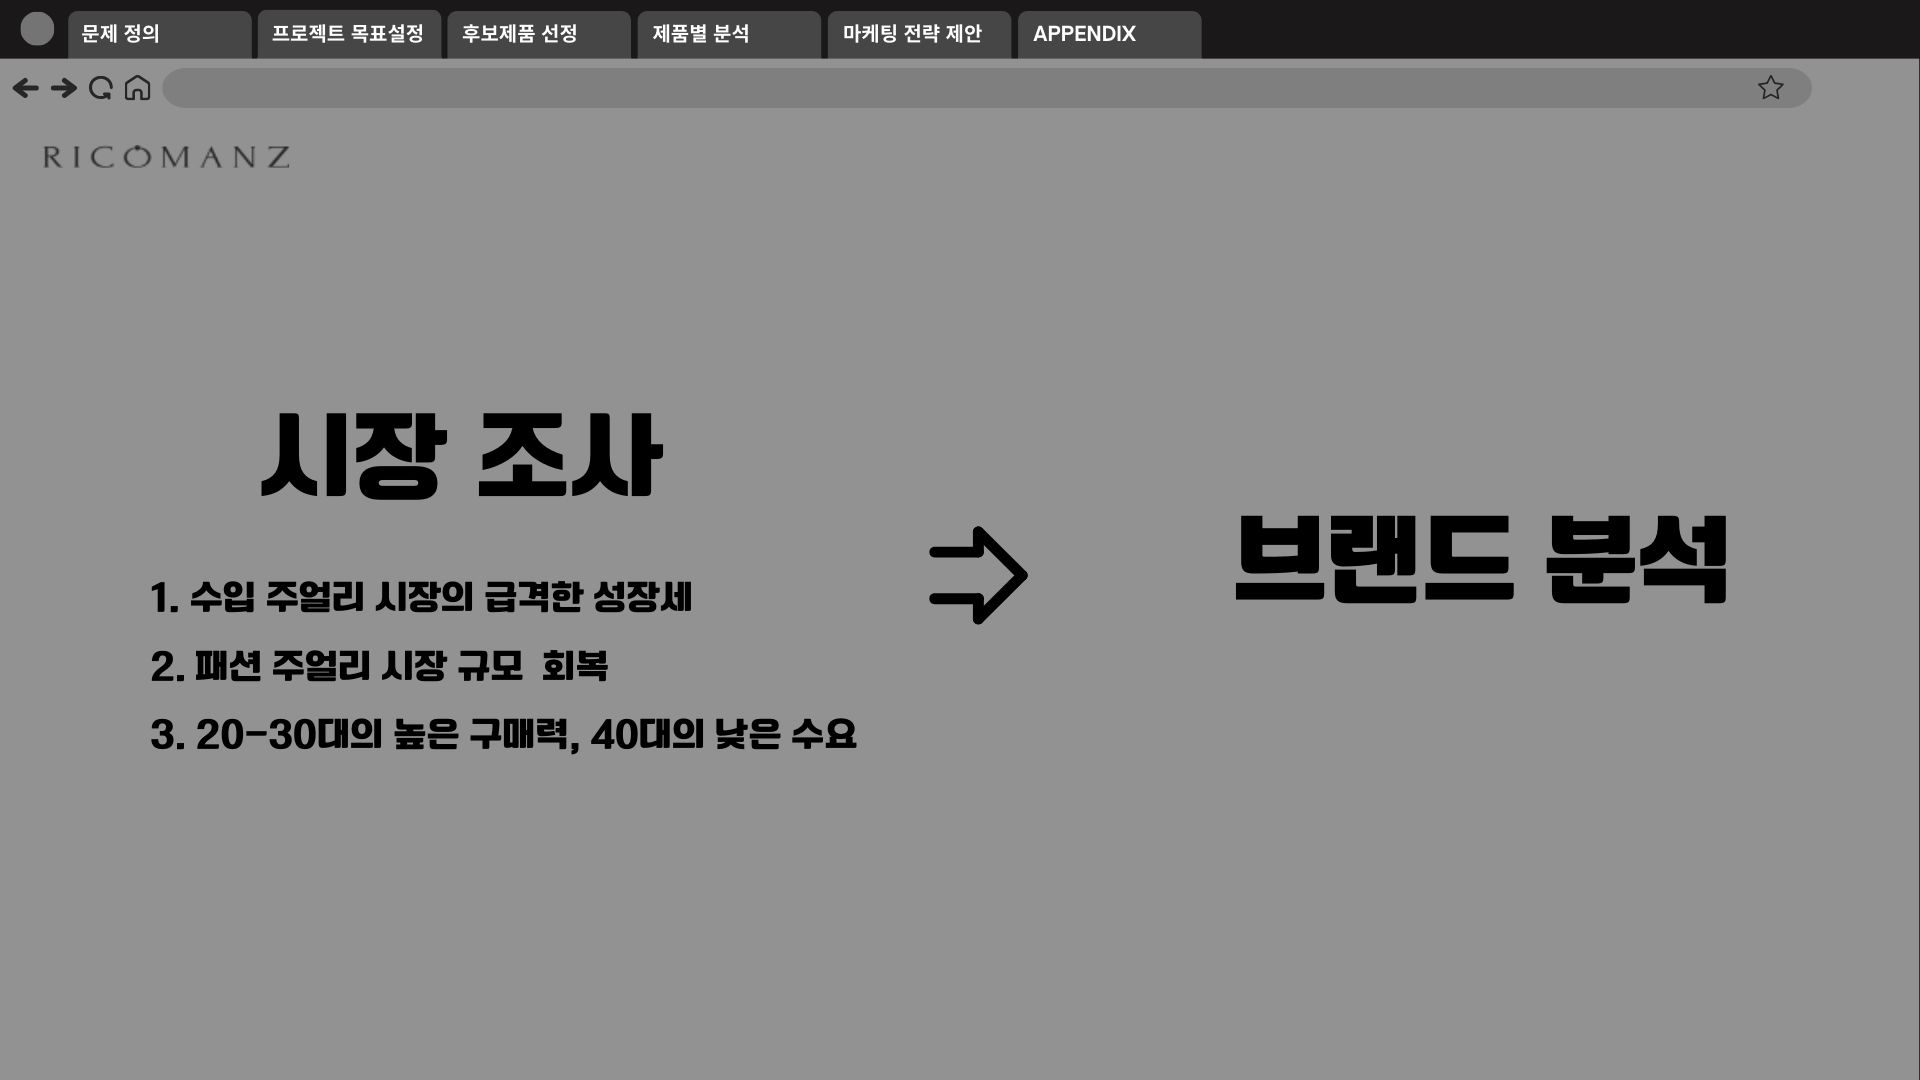 문제 정의
프로젝트 목표설정
후보제품 선정
제품별 분석
마케팅 전략 제안
APPENDIX
RICOMANZ
시장 조사
1. 수입 주얼리 시장의 급격한 성장세
2. 패션 주얼리 시장 규모 회복
3. 20-30대의 높은 구매력, 40대의 낮은 수요
브랜드 분석